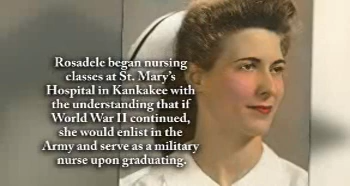 Rosadele began nursing
classes at St. Mary's
Hospital in Kankakee with
the understanding that if
World War II continued,
she would enlist in the
Army and serve as a military
nurse upon graduating.